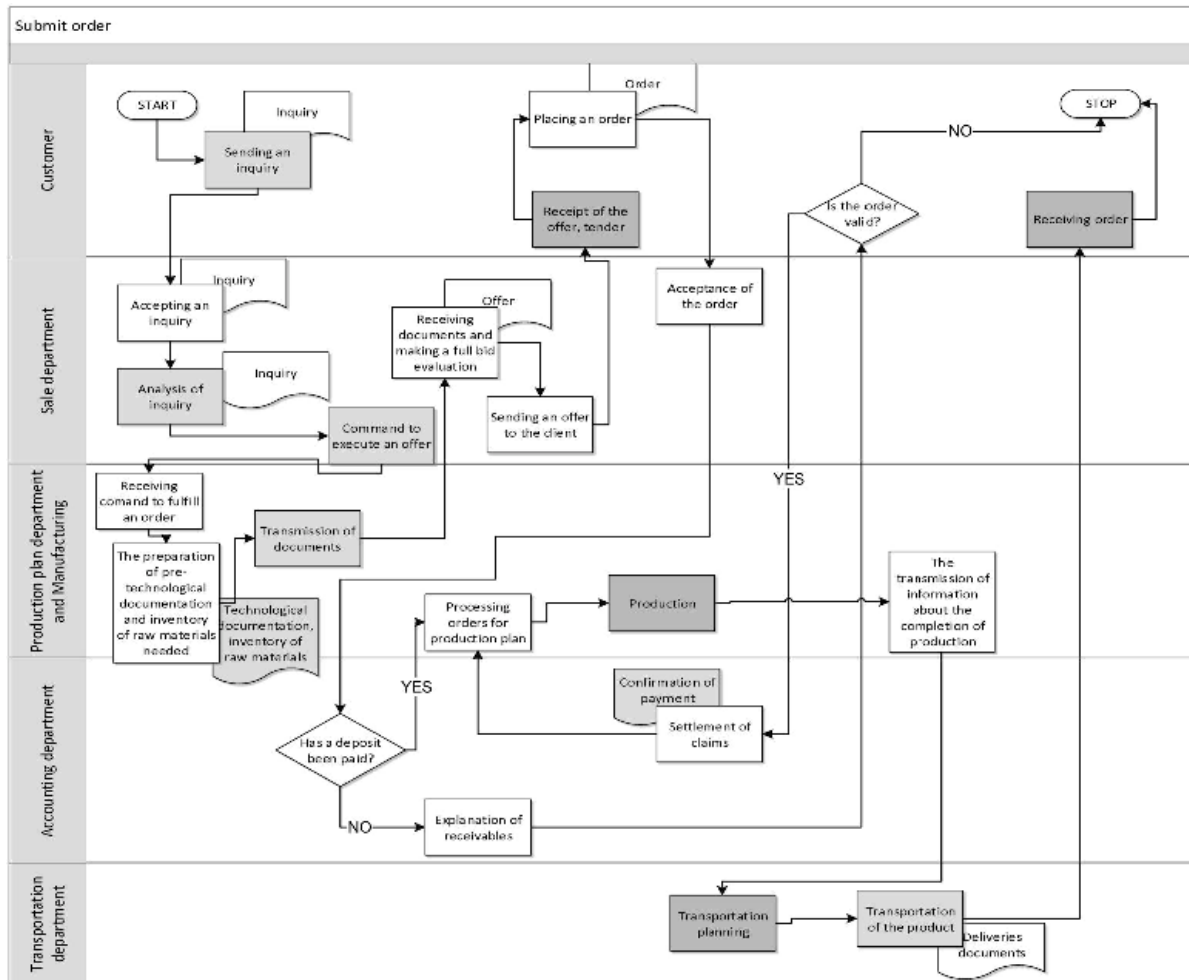 Submit order
Customer
START
Inquiry
Sending an
inquiry
Order
Placing an order
Receipt of the
offer, tender
Is the order
valid?
NO
STOP
Receiving order
Sale department
Inquiry
Accepting an
inquiry
Inquiry
Analysis of
inquiry
Command to
execute an offer
Offer
Receiving
documents and
making a full bid
evaluation
Sending an offer
to the client
Acceptance of
the order
YES
Production plan department
and Manufacturing
Receiving
comand to fulfill
an order
The preparation
of pre-
technological
documentation
and inventory
of raw materials
needed
Technological
documentation,
inventory of
raw materials
Transmission of
documents
Processing
orders for
production plan
Production
The
transmission of
information
about the
completion of
production
Accounting department
YES
Has a deposit
been paid?
NO
Explanation of
receivables
Confirmation of
payment
Settlement of
claims
Transportation
department
Transportation
planning
Transportation
of the product
Deliveries
documents